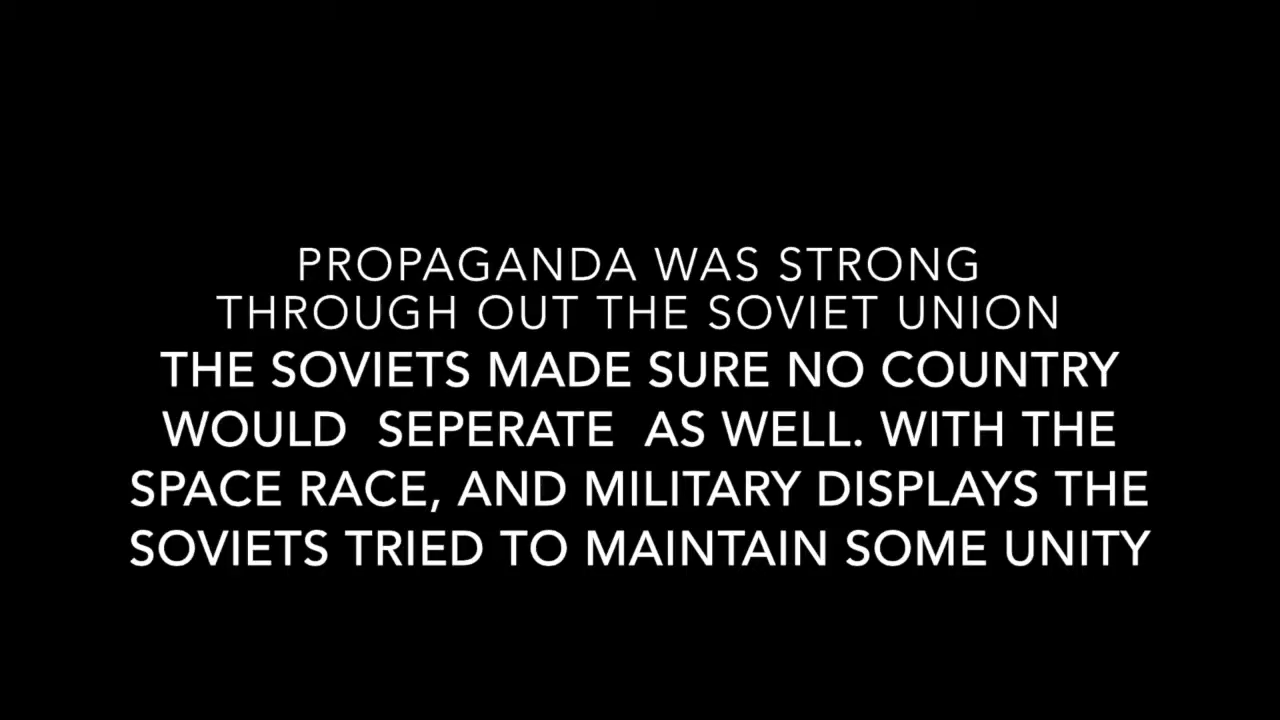 PROPAGANDA WAS STRONG
THROUGH OUT THE SOVIET UNION
THE SOVIETS MADE SURE NO COUNTRY
WOULD  SEPERATE  AS WELL. WITH THE
SPACE RACE, AND MILITARY DISPLAYS THE
SOVIETS TRIED TO MAINTAIN SOME UNITY